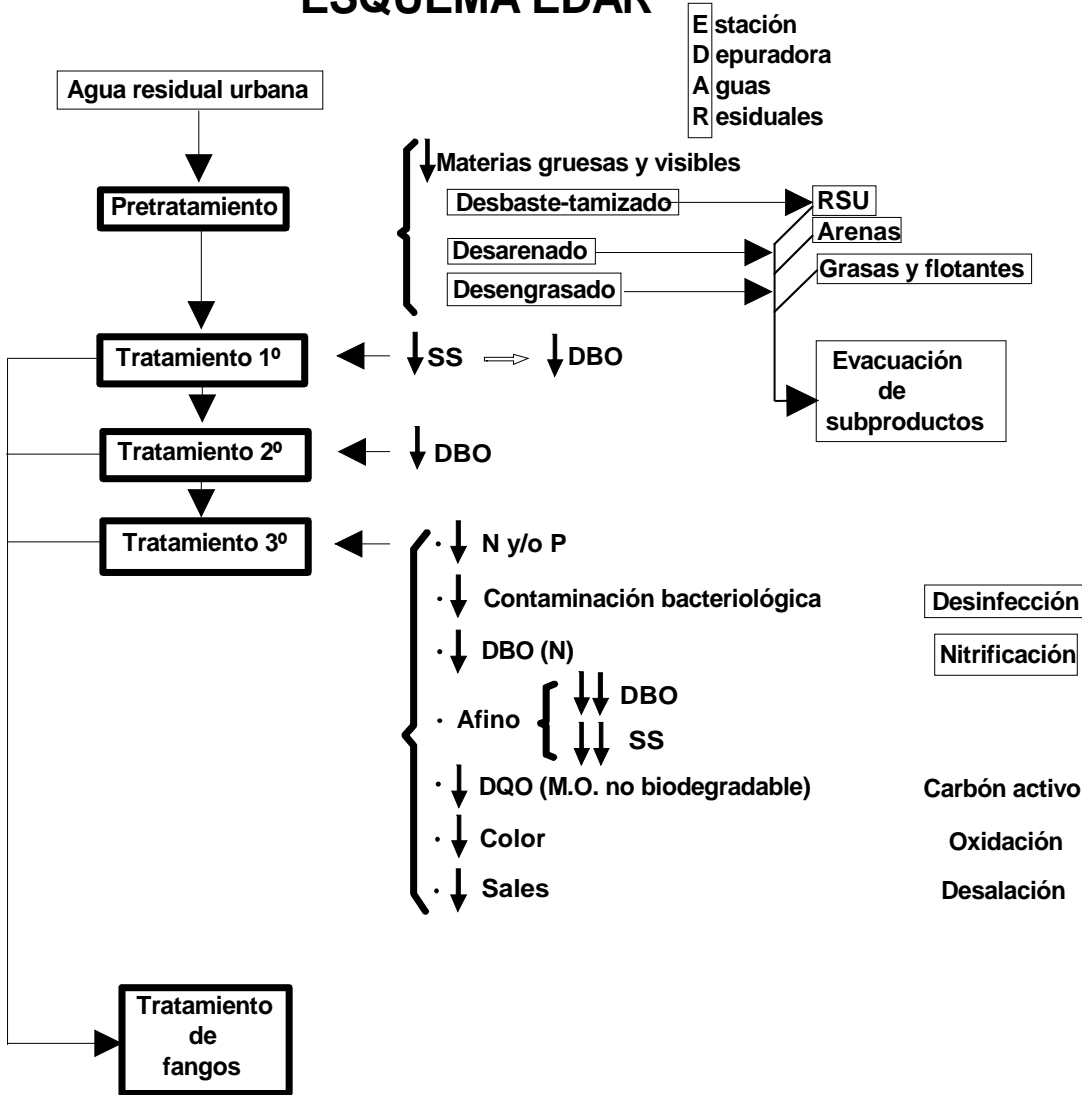 ESQUEMA EDAR
Estación
Depuradora
Aguas
Residuales
Agua residual urbana
Pretratamiento
Materias gruesas y visibles
Desbaste-tamizado
RSU
Desarenado
Arenas
Desengrasado
Grasas y flotantes
Evacuación
de
subproductos
Tratamiento 1º
SS
DBO
Tratamiento 2º
DBO
Tratamiento 3º
· N y/o P
· Contaminación bacteriológica
Desinfección
· DBO (N)
Nitrificación
· Afino
DBO
SS
· DQO (M.O. no biodegradable)
Carbón activo
· Color
Oxidación
· Sales
Desalación
Tratamiento
de
fangos